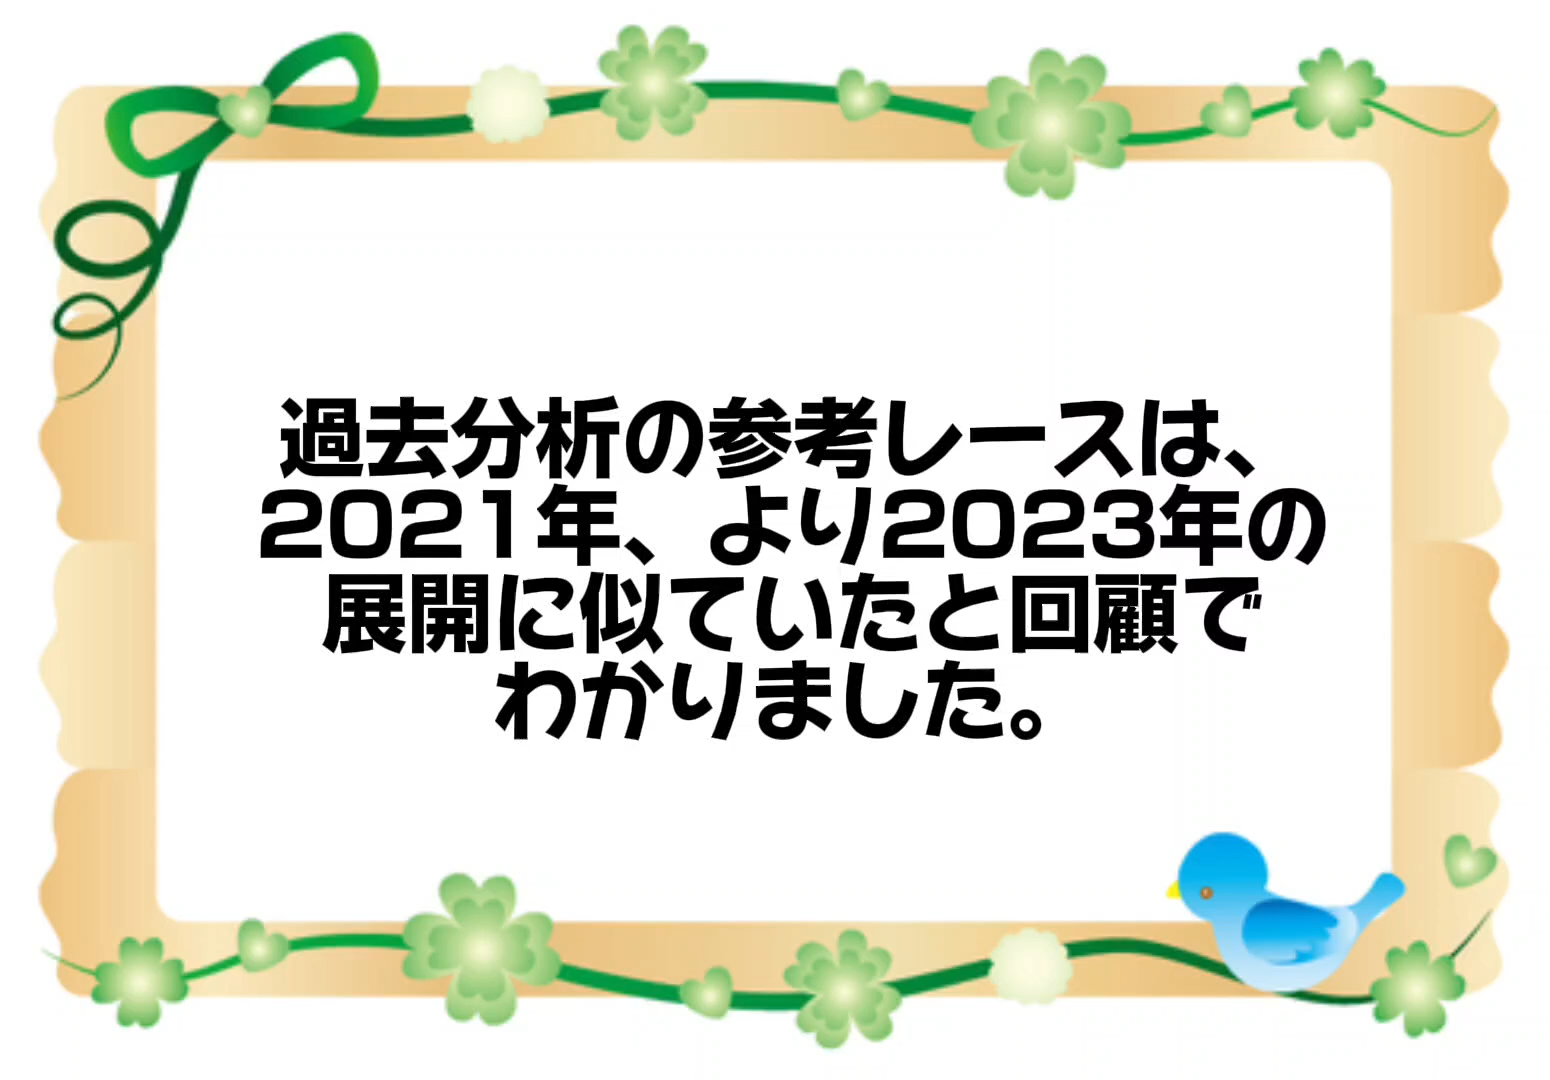 過去分析の参考レースは、
2021年、より2023年の
展開に似ていたと回顧で
わかりました。